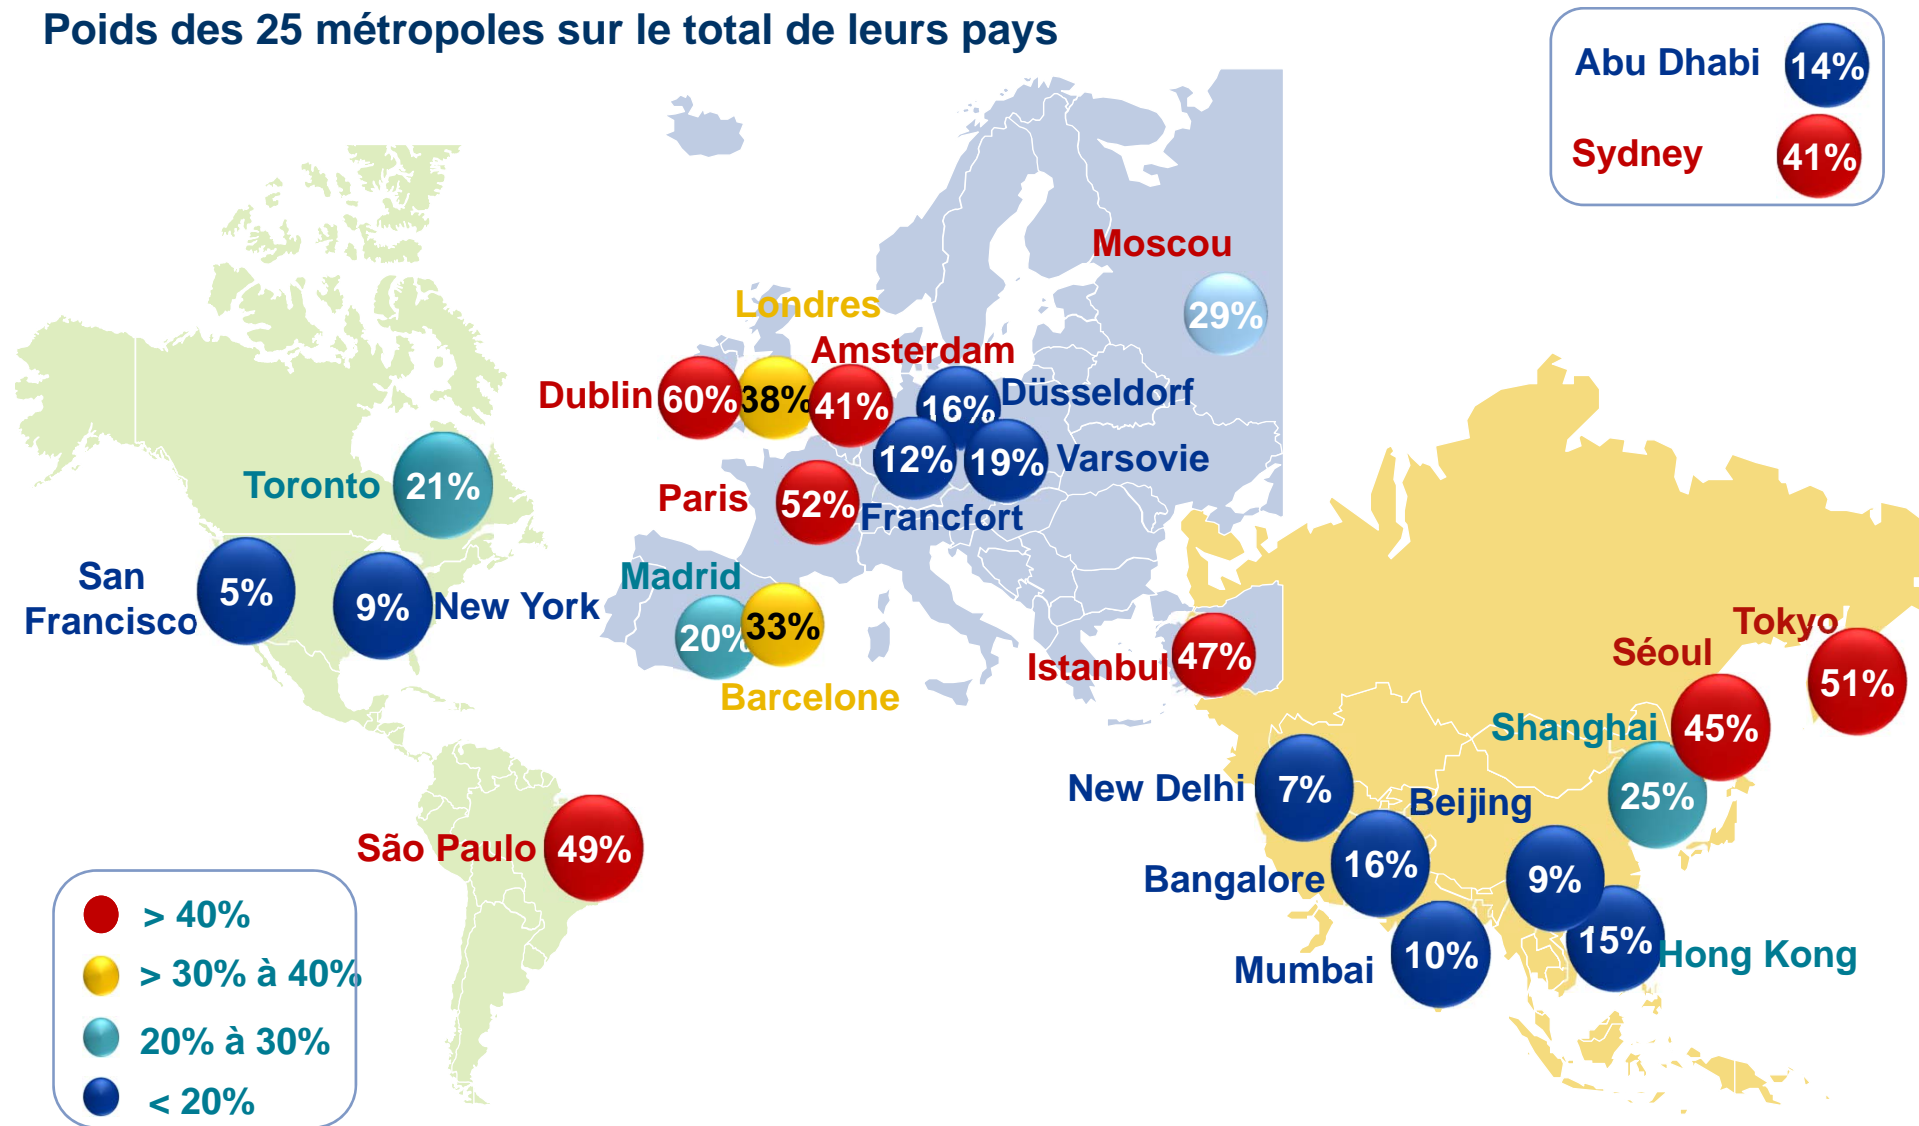 Poids des 25 métropoles sur le total de leurs pays
Abu Dhabi 14%
Sydney 41%
Moscou
29%
Londres
Amsterdam
Dublin 60% 38% 41% 16% Düsseldorf
12% 19% Varsovie
Paris 52% Francfort
Toronto 21%
San
Francisco
5%
9% New York
Madrid
20% 33%
Barcelone
Istanbul 47%
Tokyo
51%
Séoul
45%
Shanghai
25%
New Delhi 7%
Beijing
9%
Bangalore 16%
Mumbai 10%
15% Hong Kong
São Paulo 49%
> 40%
> 30% à 40%
20% à 30%
< 20%